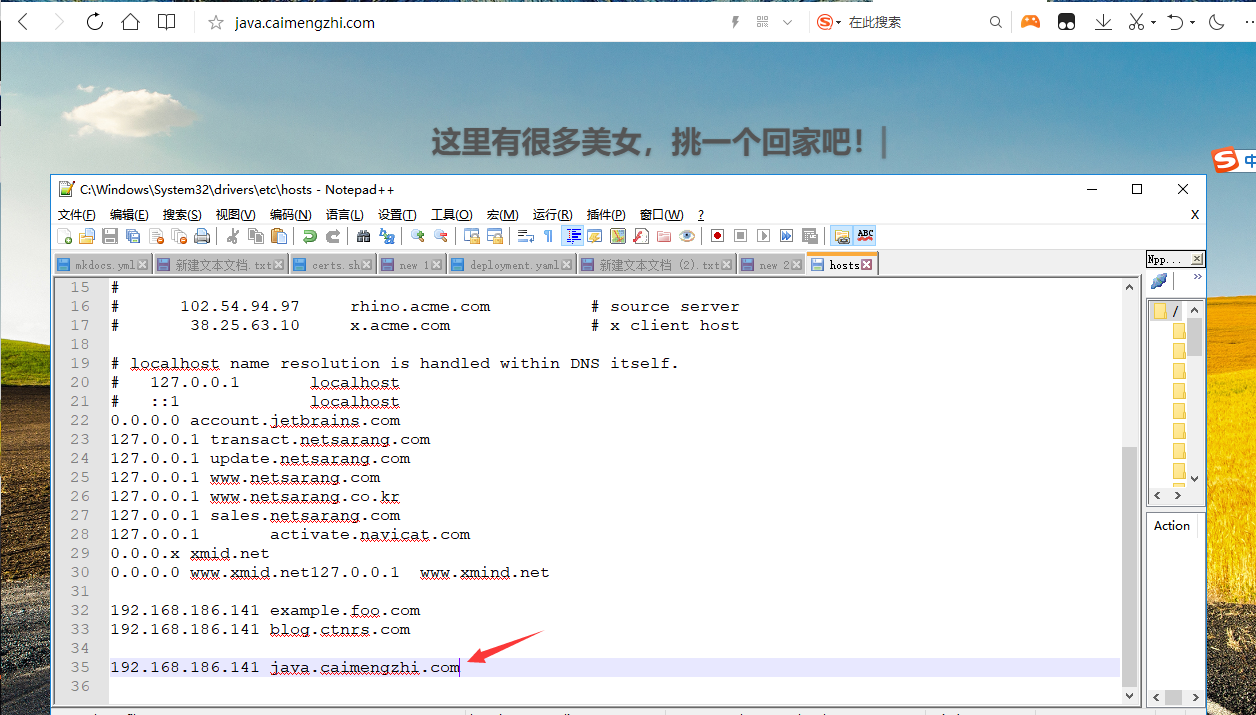 java.caimengzhi.com
在此搜索
这里有很多美女，挑一个回家吧！
C:\Windows\System32\drivers\etc\hosts - Notepad++
文件(F) 编辑(E) 搜索(S) 视图(V) 编码(N) 语言(L) 设置(T) 工具(O) 宏(M) 运行(R) 插件(P) 窗口(W) ? X
mkdocs.yml 新建文本文档.txt certs.sh new 1 deployment.yaml 新建文本文档 (2).txt new 2 hosts
Npp...
15 #
16 # 102.54.94.97 rhino.acme.com # source server
17 # 38.25.63.10 x.acme.com # x client host
18
19 # localhost name resolution is handled within DNS itself.
20 # 127.0.0.1 localhost
21 # ::1 localhost
22 0.0.0.0 account.jetbrains.com
23 127.0.0.1 transact.netsarang.com
24 127.0.0.1 update.netsarang.com
25 127.0.0.1 www.netsarang.com
26 127.0.0.1 www.netsarang.co.kr
27 127.0.0.1 sales.netsarang.com
28 127.0.0.1 activate.navicat.com
29 0.0.0.x xmid.net
30 0.0.0.0 www.xmid.net127.0.0.1 www.xmind.net
31
32 192.168.186.141 example.foo.com
33 192.168.186.141 blog.ctnrs.com
34
35 192.168.186.141 java.caimengzhi.com
36
/
Action